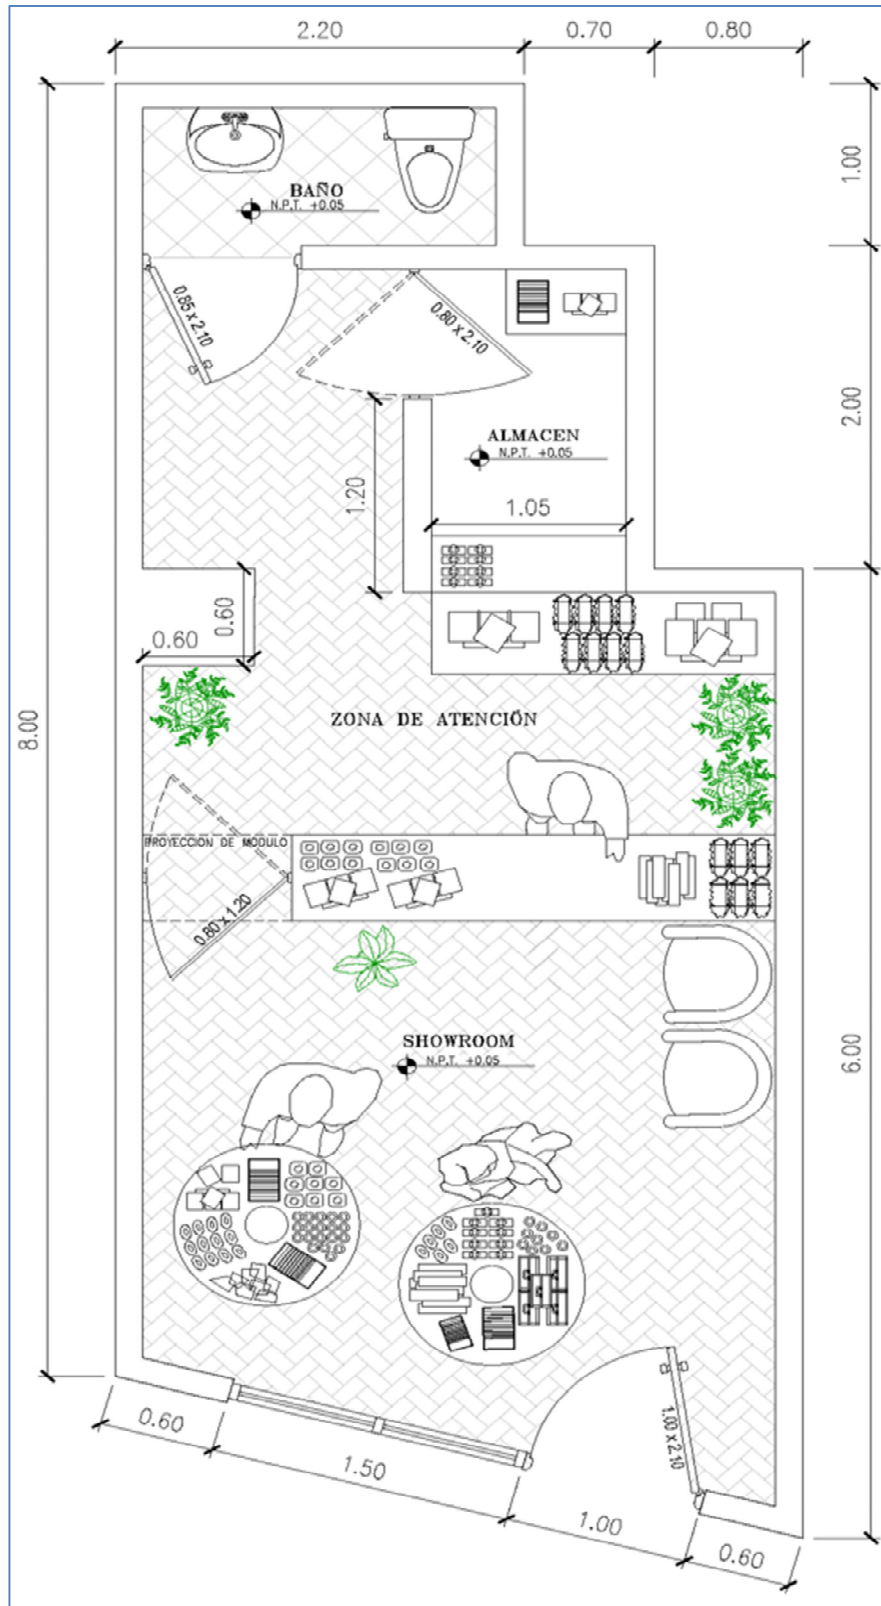 2.20
0.70
0.80
1.00
BAÑO
N.P.T. +0.05
0.85 x 2.10
0.80 x 2.10
2.00
ALMACEN
N.P.T. +0.05
1.20
1.05
0.60
0.60
8.00
ZONA DE ATENCIÓN
PROYECCION DE MODULO
0.80 x 1.20
SHOWROOM
N.P.T. +0.05
6.00
1.00 x 2.10
0.60
1.50
1.00
0.60